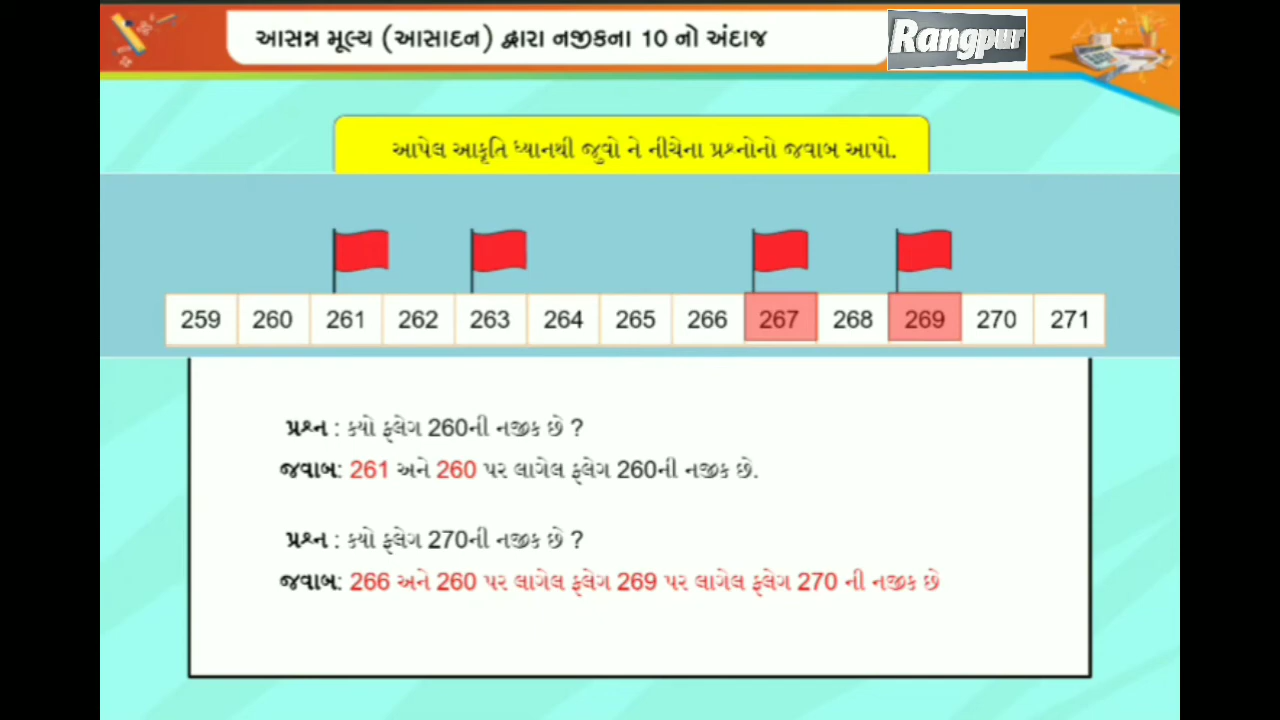 આસન્ન મૂલ્ય (આસાદન) દ્વારા નજીકના 10 નો અંદાજ
Rangpur
આપેલ આકૃતિ ધ્યાનથી જુવો ને નીચેના પ્રશ્નોનો જવાબ આપો.
259 260 261 262 263 264 265 266 267 268 269 270 271
પ્રશ્ન : કયો ફ્લેગ 260ની નજીક છે ?
જવાબ: 261 અને 260 પર લાગેલ ફ્લેગ 260ની નજીક છે.
પ્રશ્ન : કયો ફ્લેગ 270ની નજીક છે ?
જવાબ: 266 અને 260 પર લાગેલ ફ્લેગ 269 પર લાગેલ ફ્લેગ 270 ની નજીક છે